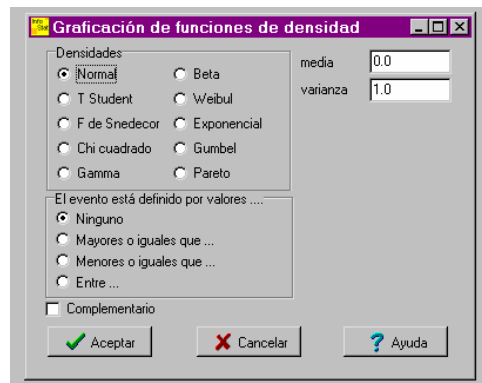 Info Stat
Graficación de funciones de densidad
Densidades
Normal
Beta
T Student
Weibul
F de Snedecor
Exponencial
Chi cuadrado
Gumbel
Gamma
Pareto
media 0.0
varianza 1.0
El evento está definido por valores ....
Ninguno
Mayores o iguales que ...
Menores o iguales que ...
Entre ...
Complementario
Aceptar
Cancelar
? Ayuda